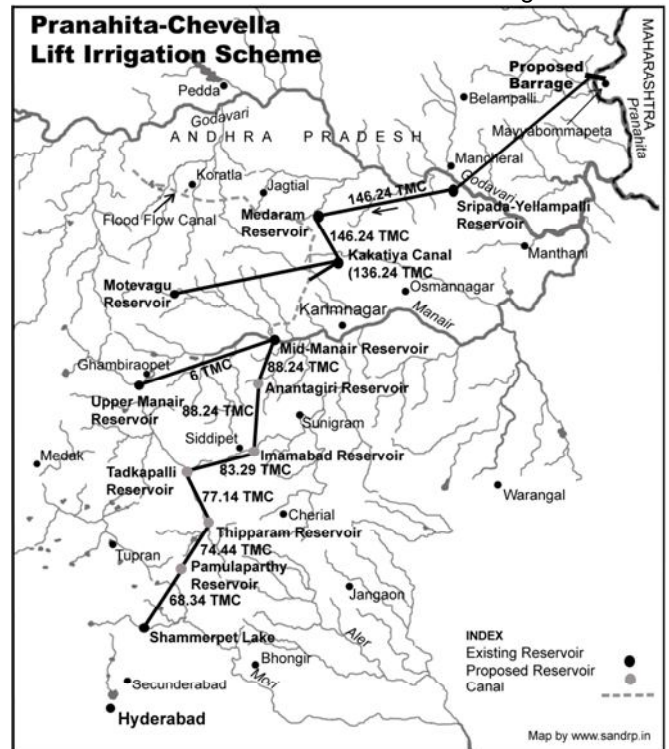 Pranahita-Chevella
Lift Irrigation Scheme
MAHARASHTRA
Proposed
Barrage
Pranahita
Pedda
Belampalli
Godavari
Mavyabommapeta
ANDHRA PRADESH
Mancheral
Koratla
Jagtial
146.24 TMC
Godavari
Flood Flow Canal
Medaram
Reservoir
Sripada-Yellampalli
Reservoir
146.24 TMC
Manthani
Kakatiya Canal
(136.24 TMC
Motevagu
Reservoir
Osmannagar
Karimnagar
Manair
Mid-Manair Reservoir
Ghambiraopet
6 TMC
88.24 TMC
Anantagiri Reservoir
Upper Manair
Reservoir
88.24 TMC
Sunigram
Siddipet
Imamabad Reservoir
Medak
83.29 TMC
Tadkapalli
Reservoir
77.14 TMC
Warangal
Cherial
Thipparam Reservoir
74.44 TMC
Tupran
Pamulaparthy
Reservoir
68.34 TMC
Jangaon
Shammerpet Lake
Aler
INDEX
Existing Reservoir
Proposed Reservoir
Canal
Bhongir
Secunderabad
Hyderabad
Map by www.sandrp.in